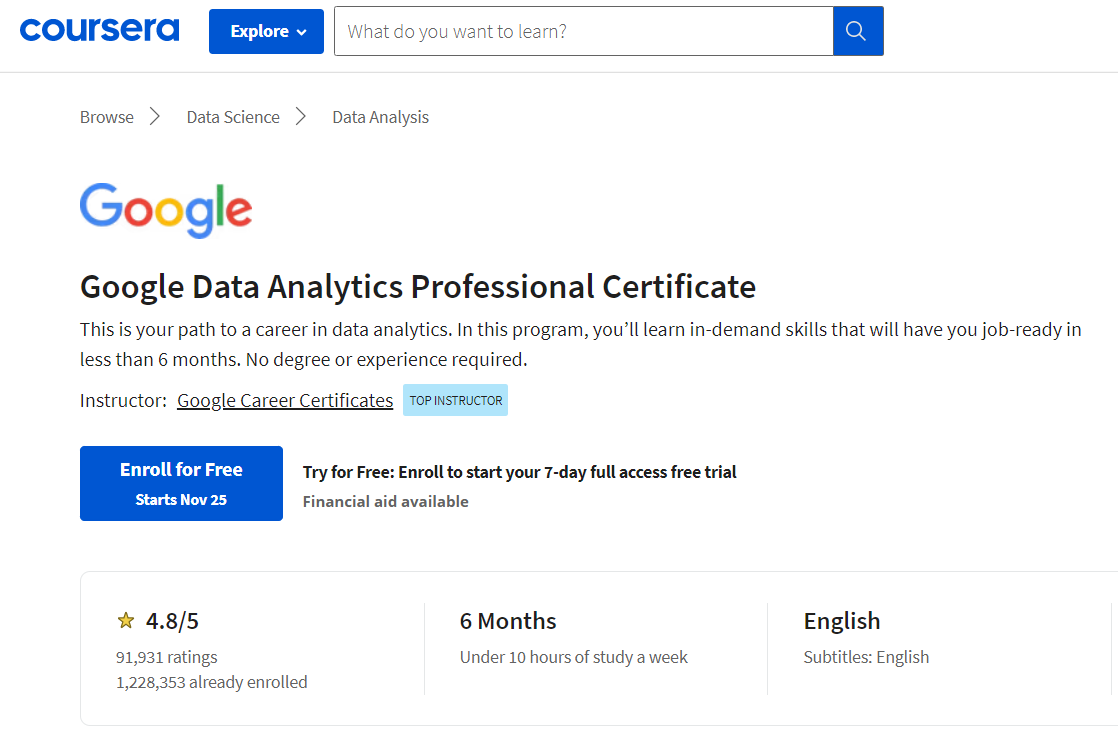 coursera
Explore
What do you want to learn?
Browse
Data Science
Data Analysis
Google
Google Data Analytics Professional Certificate
This is your path to a career in data analytics. In this program, you’ll learn in-demand skills that will have you job-ready in
less than 6 months. No degree or experience required.
Instructor: Google Career Certificates TOP INSTRUCTOR
Enroll for Free
Starts Nov 25
Try for Free: Enroll to start your 7-day full access free trial
Financial aid available
4.8/5
91,931 ratings
1,228,353 already enrolled
6 Months
Under 10 hours of study a week
English
Subtitles: English